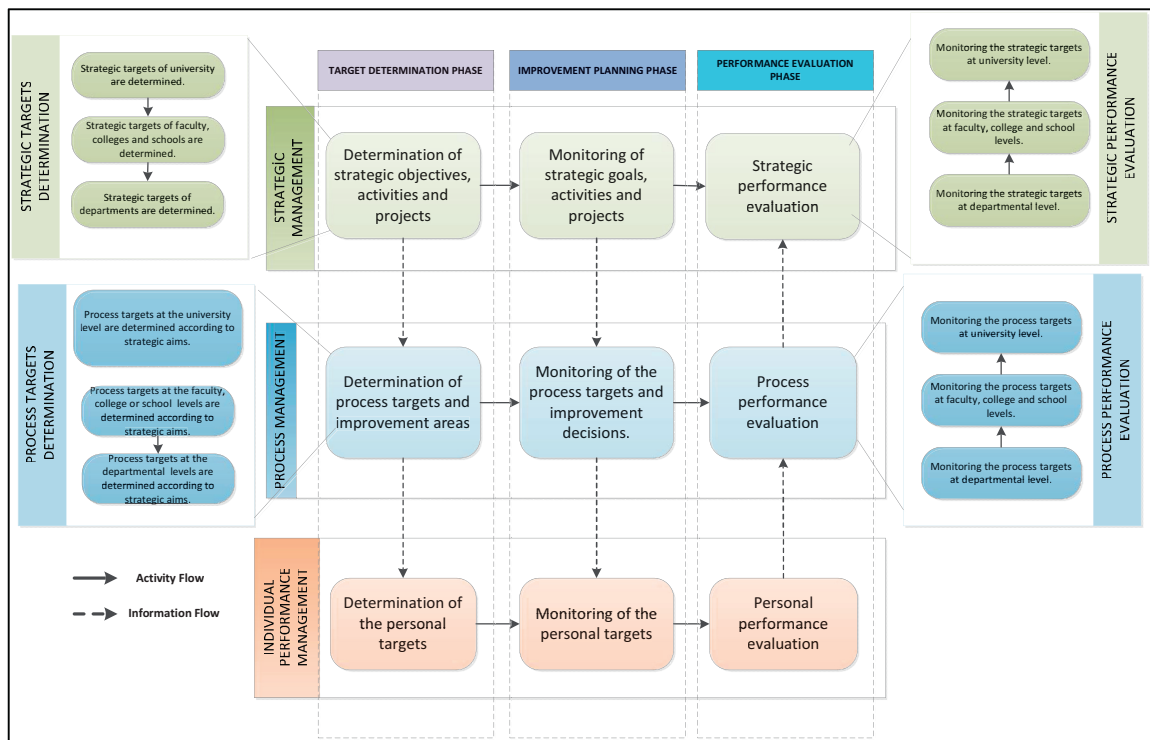 STRATEGIC TARGETS
DETERMINATION
Strategic targets of university
are determined.
Strategic targets of faculty,
colleges and schools are
determined.
Strategic targets of
departments are determined.
TARGET DETERMINATION PHASE
IMPROVEMENT PLANNING PHASE
PERFORMANCE EVALUATION
PHASE
Monitoring the strategic targets
at university level.
Monitoring the strategic targets
at faculty, college and school
levels.
Monitoring the strategic targets
at departmental level.
STRATEGIC PERFORMANCE
EVALUATION
STRATEGİC
MANAGEMENT
Determination of
strategic objectives,
activities and
projects
Monitoring of
strategic goals,
activities and
projects
Strategic
performance
evaluation
PROCESS TARGETS
DETERMINATION
Process targets at the university
level are determined according to
strategic aims.
Process targets at the faculty,
college or school levels are
determined according to
strategic aims.
Process targets at the
departmental levels are
determined according to
strategic aims.
PROCESS MANAGEMENT
Determination of
process targets and
improvement areas
Monitoring of
the process
targets and
improvement
decisions.
Process
performance
evaluation
Monitoring the process targets
at university level.
Monitoring the process targets
at faculty, college and school
levels.
Monitoring the process targets
at departmental level.
PROCESS PERFORMANCE
EVALUATION
Activity Flow
Information Flow
INDIVIDUAL
PERFORMANCE
MANAGEMENT
Determination of
the personal
targets
Monitoring of the
personal targets
Personal
performance
evaluation